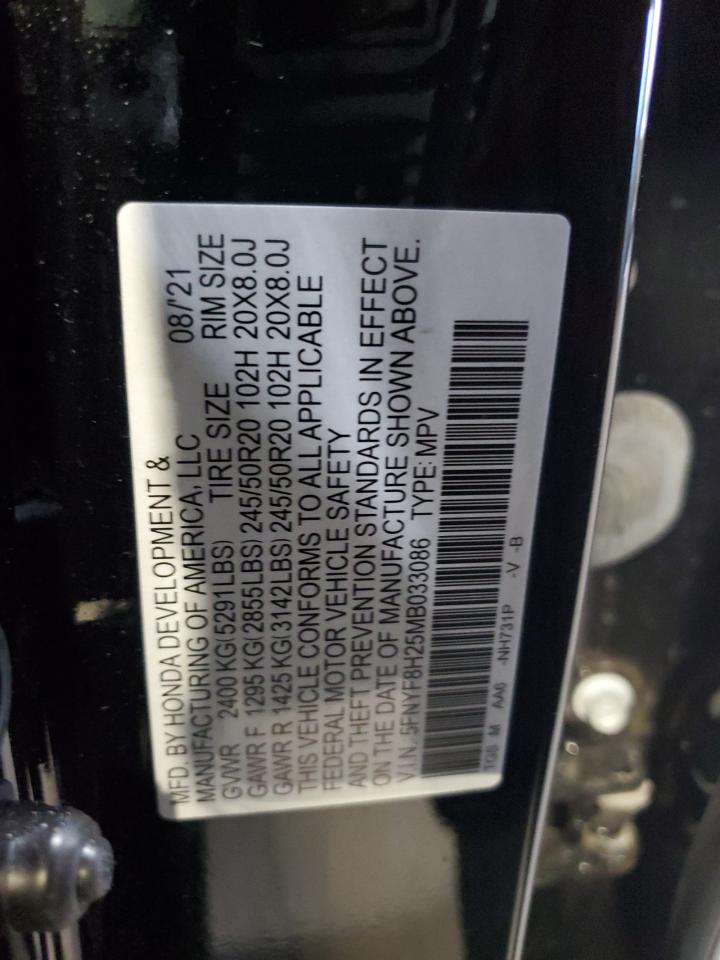 MFD. BY HONDA DEVELOPMENT &
MANUFACTURING OF AMERICA, LLC 08/'21
GVWR 2400 KG(5291LBS) TIRE SIZE RIM SIZE
GAWR F 1295 KG(2855LBS) 245/50R20 102H 20X8.0J
GAWR R 1425 KG(3142LBS) 245/50R20 102H 20X8.0J
THIS VEHICLE CONFORMS TO ALL APPLICABLE
FEDERAL MOTOR VEHICLE SAFETY
AND THEFT PREVENTION STANDARDS IN EFFECT
ON THE DATE OF MANUFACTURE SHOWN ABOVE.
V.I.N. 5FNYF8H25MB033086 TYPE: MPV
TGS M AA6 -NH731P -V -B